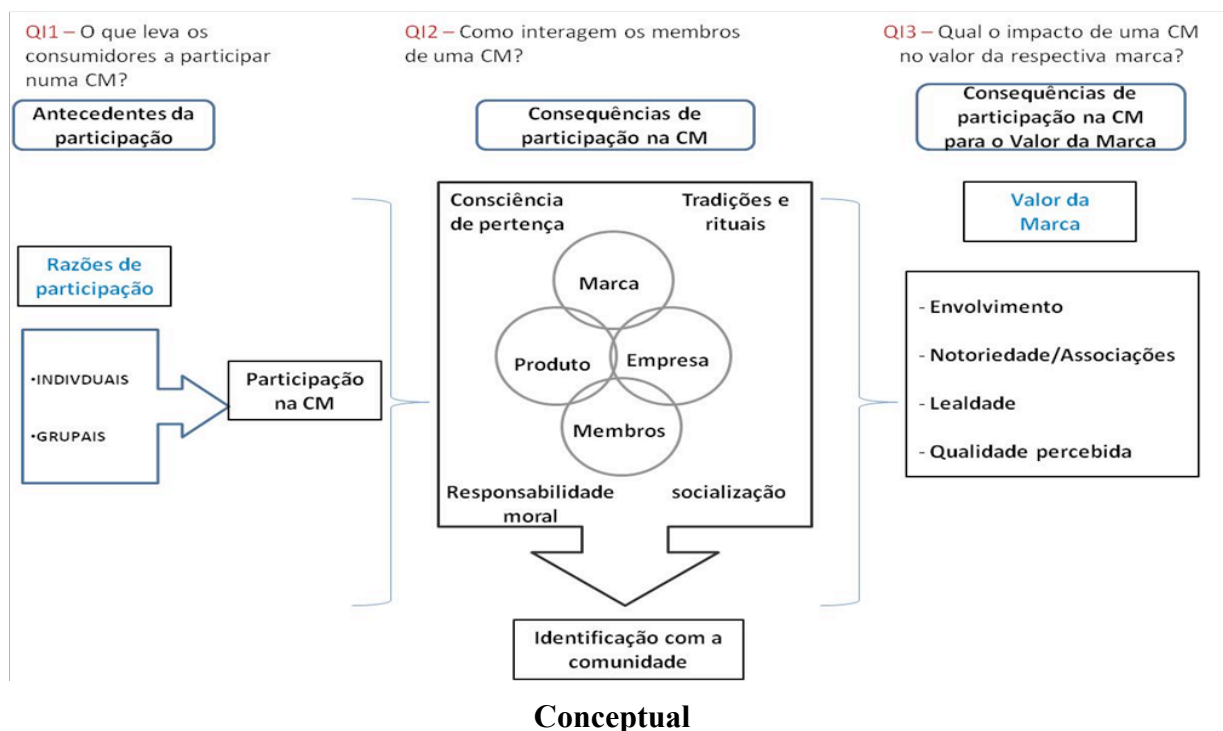 QI1 – O que leva os
consumidores a participar
numa CM?
Antecedentes da
participação
Razões de
participação
•INDIVDUAIS
•GRUPAIS
Participação
na CM
QI2 – Como interagem os membros
de uma CM?
Consequências de
participação na CM
Consciência
de pertença
Tradições e
rituais
Marca
Produto
Empresa
Membros
Responsabilidade
moral
socialização
Identificação com a
comunidade
QI3 – Qual o impacto de uma CM
no valor da respectiva marca?
Consequências de
participação na CM
para o Valor da Marca
Valor da
Marca
- Envolvimento
- Notoriedade/Associações
- Lealdade
- Qualidade percebida
Conceptual